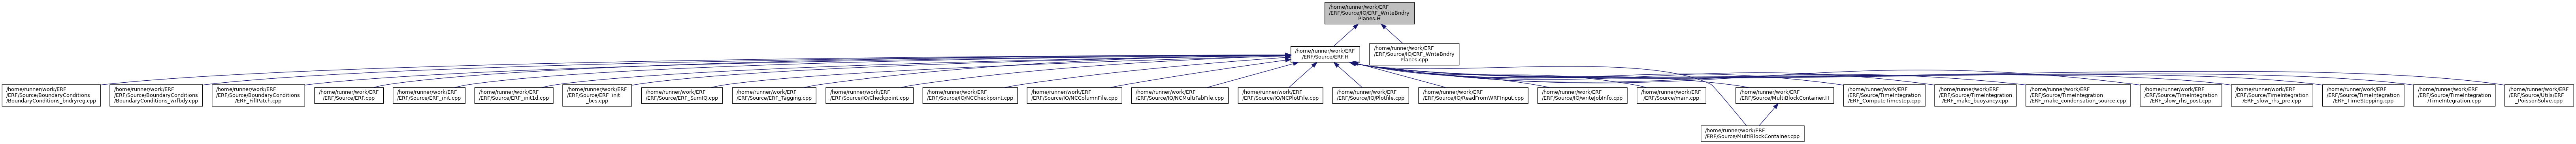 /home/runner/work/ERF
/ERF/Source/IO/ERF_WriteBndry
Planes.H
/home/runner/work/ERF
/ERF/Source/ERF.H
/home/runner/work/ERF
/ERF/Source/IO/ERF_WriteBndry
Planes.cpp
/home/runner/work/ERF
/ERF/Source/BoundaryConditions
/BoundaryConditions_bndryreg.cpp
/home/runner/work/ERF
/ERF/Source/BoundaryConditions
/BoundaryConditions_wrfbdy.cpp
/home/runner/work/ERF
/ERF/Source/BoundaryConditions
/ERF_FillPatch.cpp
/home/runner/work/ERF
/ERF/Source/ERF.cpp
/home/runner/work/ERF
/ERF/Source/ERF_init.cpp
/home/runner/work/ERF
/ERF/Source/ERF_init1d.cpp
/home/runner/work/ERF
/ERF/Source/ERF_init
_bcs.cpp
/home/runner/work/ERF
/ERF/Source/ERF_SumIQ.cpp
/home/runner/work/ERF
/ERF/Source/ERF_Tagging.cpp
/home/runner/work/ERF
/ERF/Source/IO/Checkpoint.cpp
/home/runner/work/ERF
/ERF/Source/IO/NCCheckpoint.cpp
/home/runner/work/ERF
/ERF/Source/IO/NCColumnFile.cpp
/home/runner/work/ERF
/ERF/Source/IO/NCMultiFabFile.cpp
/home/runner/work/ERF
/ERF/Source/IO/NCPlotFile.cpp
/home/runner/work/ERF
/ERF/Source/IO/Plotfile.cpp
/home/runner/work/ERF
/ERF/Source/IO/ReadFromWRFInput.cpp
/home/runner/work/ERF
/ERF/Source/IO/writeJobInfo.cpp
/home/runner/work/ERF
/ERF/Source/main.cpp
/home/runner/work/ERF
/ERF/Source/MultiBlockContainer.H
/home/runner/work/ERF
/ERF/Source/TimeIntegration
/ERF_ComputeTimestep.cpp
/home/runner/work/ERF
/ERF/Source/TimeIntegration
/ERF_make_buoyancy.cpp
/home/runner/work/ERF
/ERF/Source/TimeIntegration
/ERF_make_condensation_source.cpp
/home/runner/work/ERF
/ERF/Source/TimeIntegration
/ERF_slow_rhs_post.cpp
/home/runner/work/ERF
/ERF/Source/TimeIntegration
/ERF_slow_rhs_pre.cpp
/home/runner/work/ERF
/ERF/Source/TimeIntegration
/ERF_TimeStepping.cpp
/home/runner/work/ERF
/ERF/Source/TimeIntegration
/TimeIntegration.cpp
/home/runner/work/ERF
/ERF/Source/Utils/ERF
_PoissonSolve.cpp
/home/runner/work/ERF
/ERF/Source/MultiBlockContainer.cpp